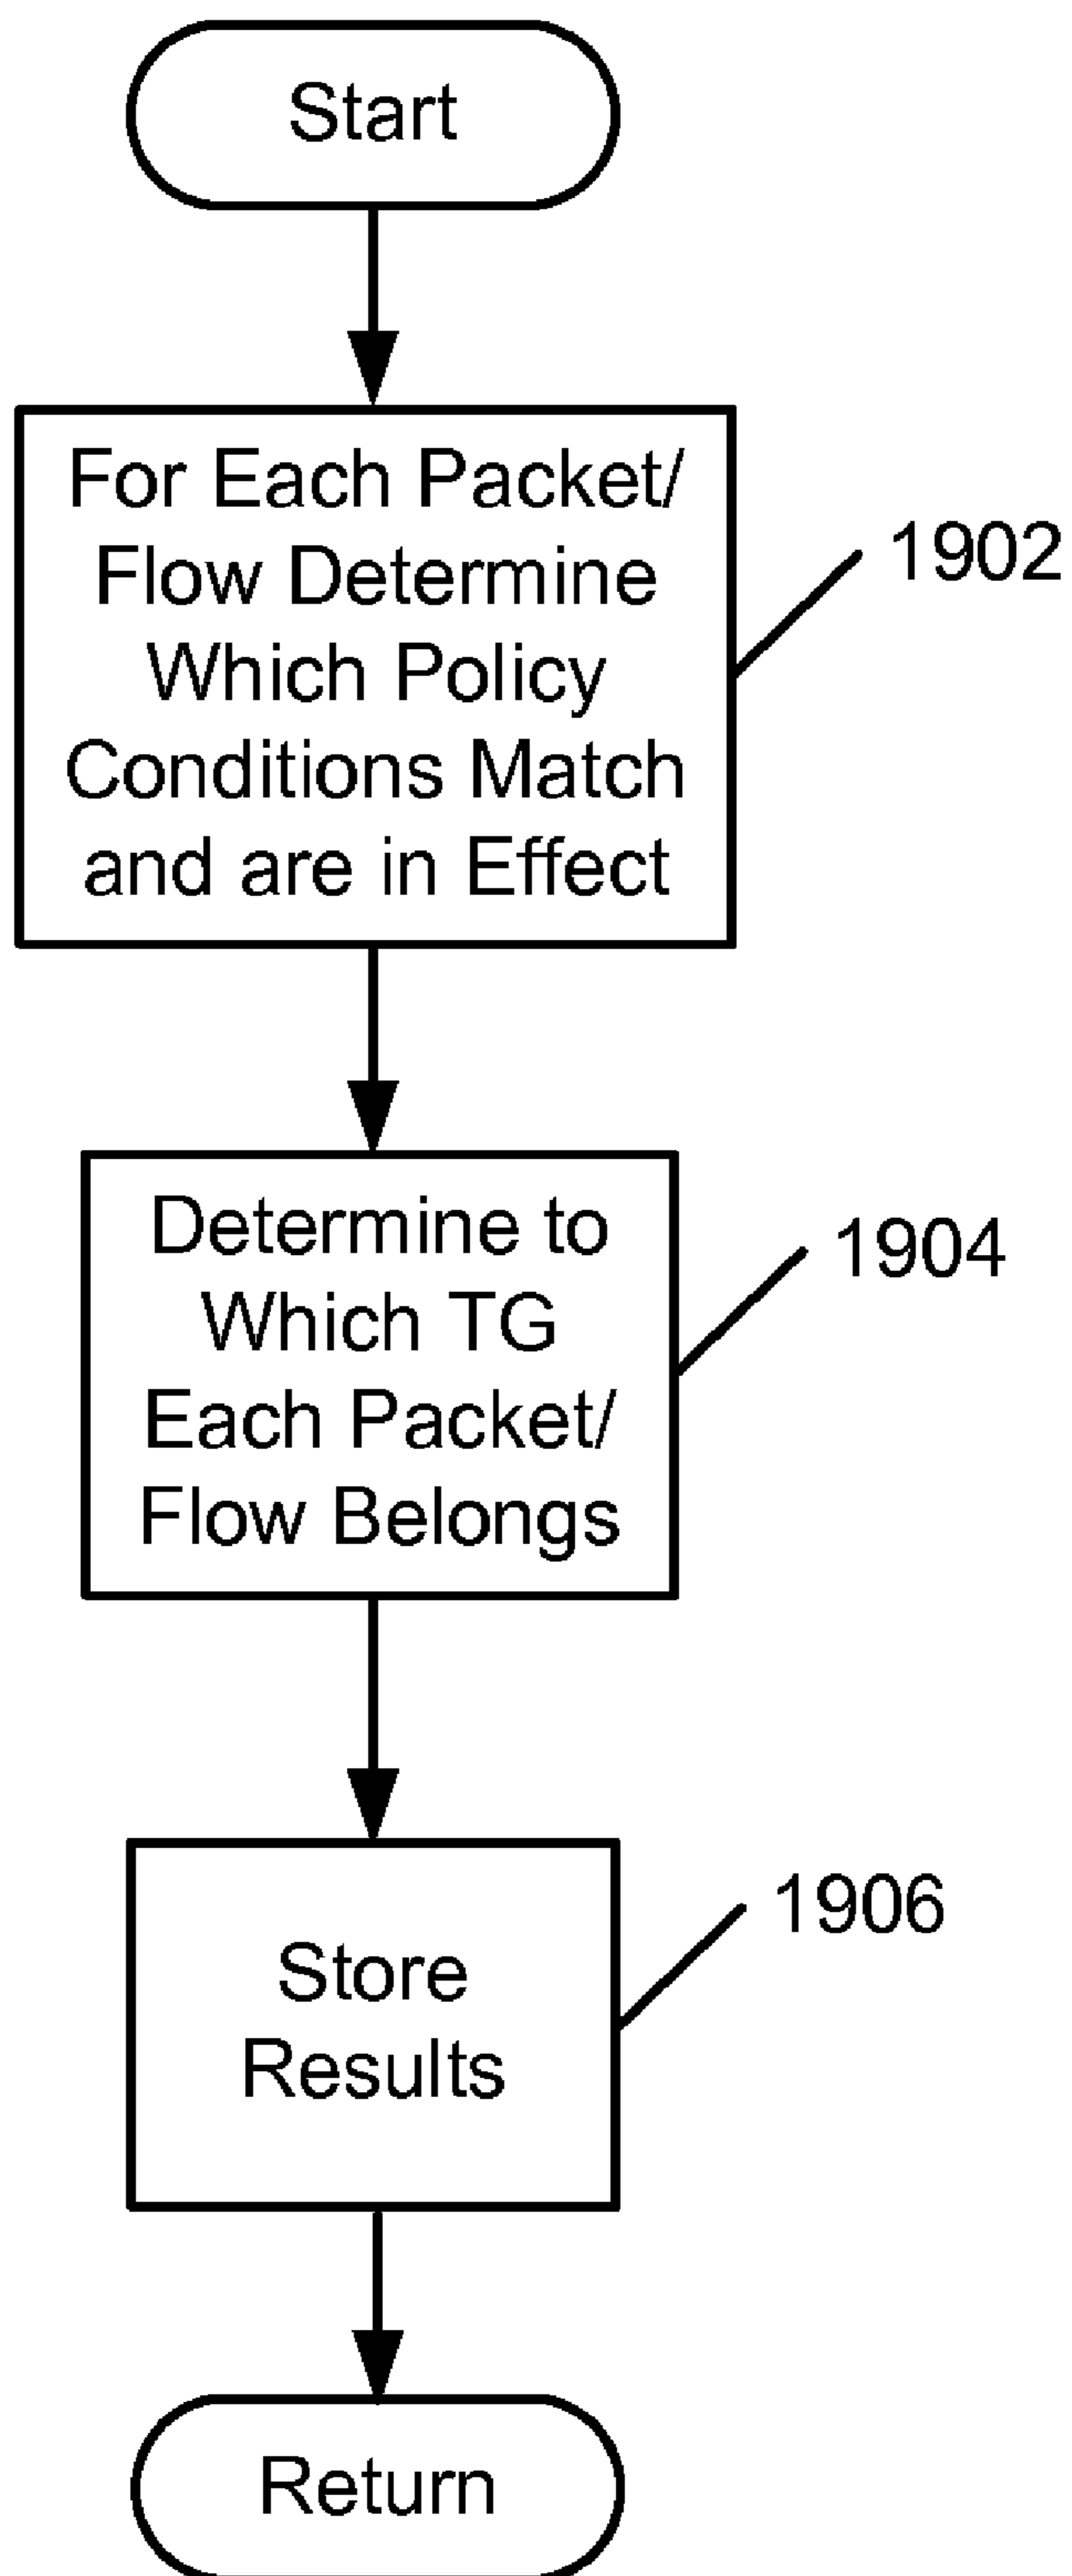 Start
For Each Packet/
Flow Determine
Which Policy
Conditions Match
and are in Effect
1902
Determine to
Which TG
Each Packet/
Flow Belongs
1904
Store
Results
1906
Return